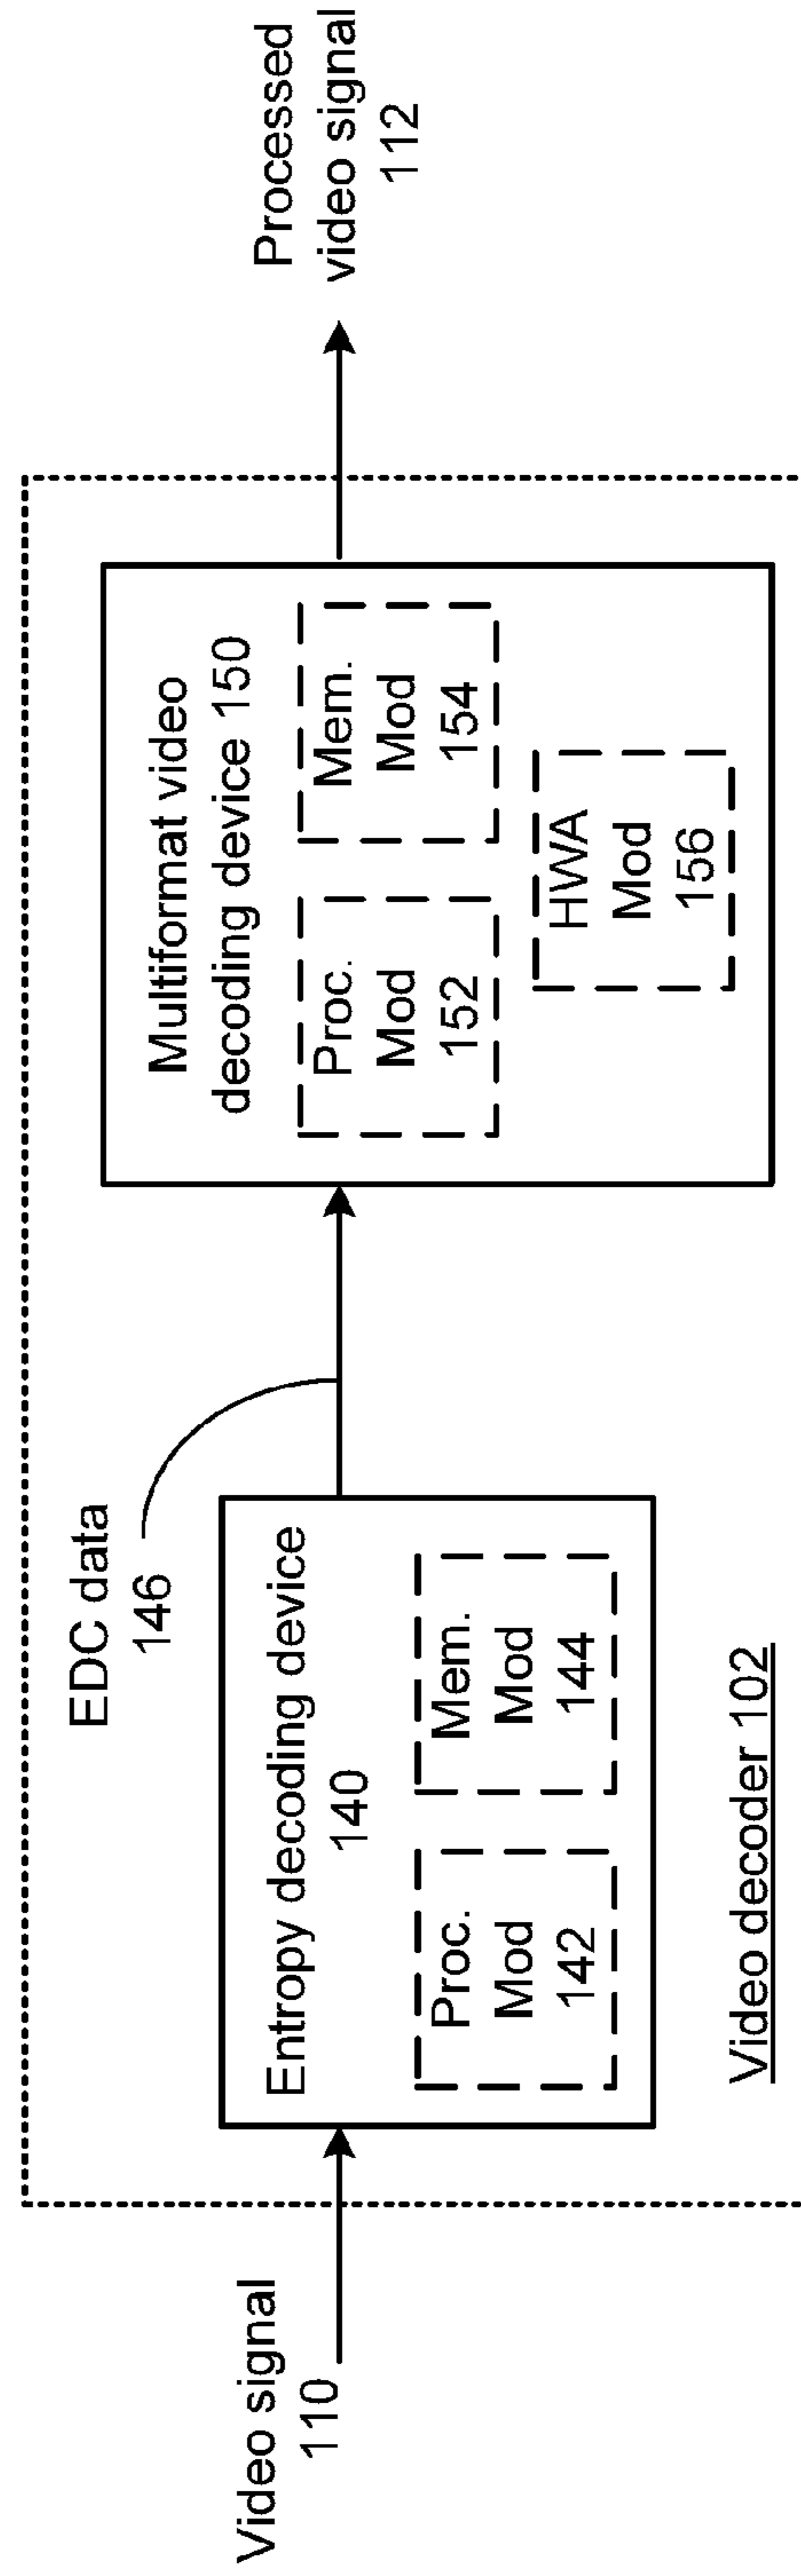 Video signal
110
Entropy decoding device
140
Proc.
Mod
142
Mem.
Mod
144
EDC data
146
Multiformat video
decoding device 150
Proc.
Mod
152
Mem.
Mod
154
HWA
Mod
156
Processed
video signal
112
Video decoder 102